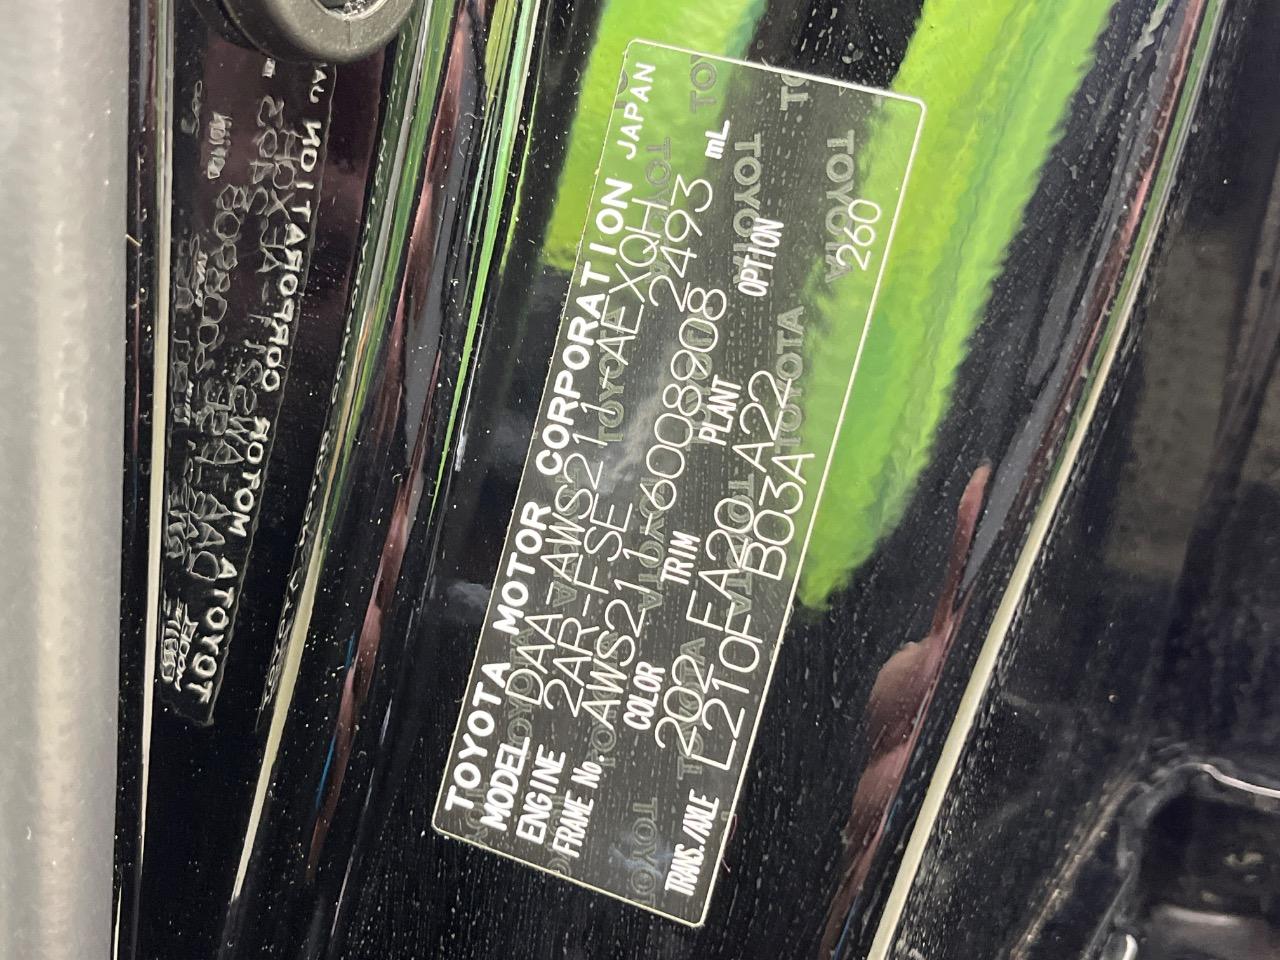 TOYOTA MOTOR CORPORATION JAPAN
MODEL DAA-AWS211-AEXQH
ENGINE 2AR-FSE 2493 mL
FRAME No. AWS211-6008908
COLOR TRIM PLANT OPTION
202 FA20 A22 260
TRANS./AXLE L210F B03A